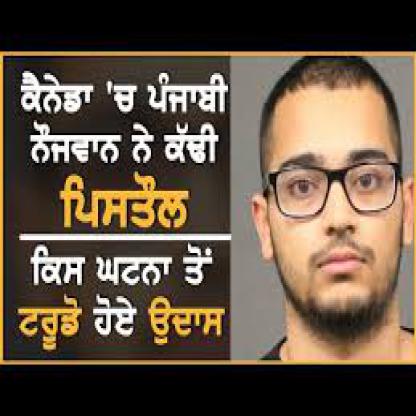 ਕੈਨੇਡਾ 'ਚ ਪੰਜਾਬੀ
ਨੌਜਵਾਨ ਨੇ ਕੱਢੀ
ਪਿਸਤੌਲ
ਕਿਸ ਘਟਨਾ ਤੋਂ
ਟਰੂਡੋ ਹੋਏ ਉਦਾਸ